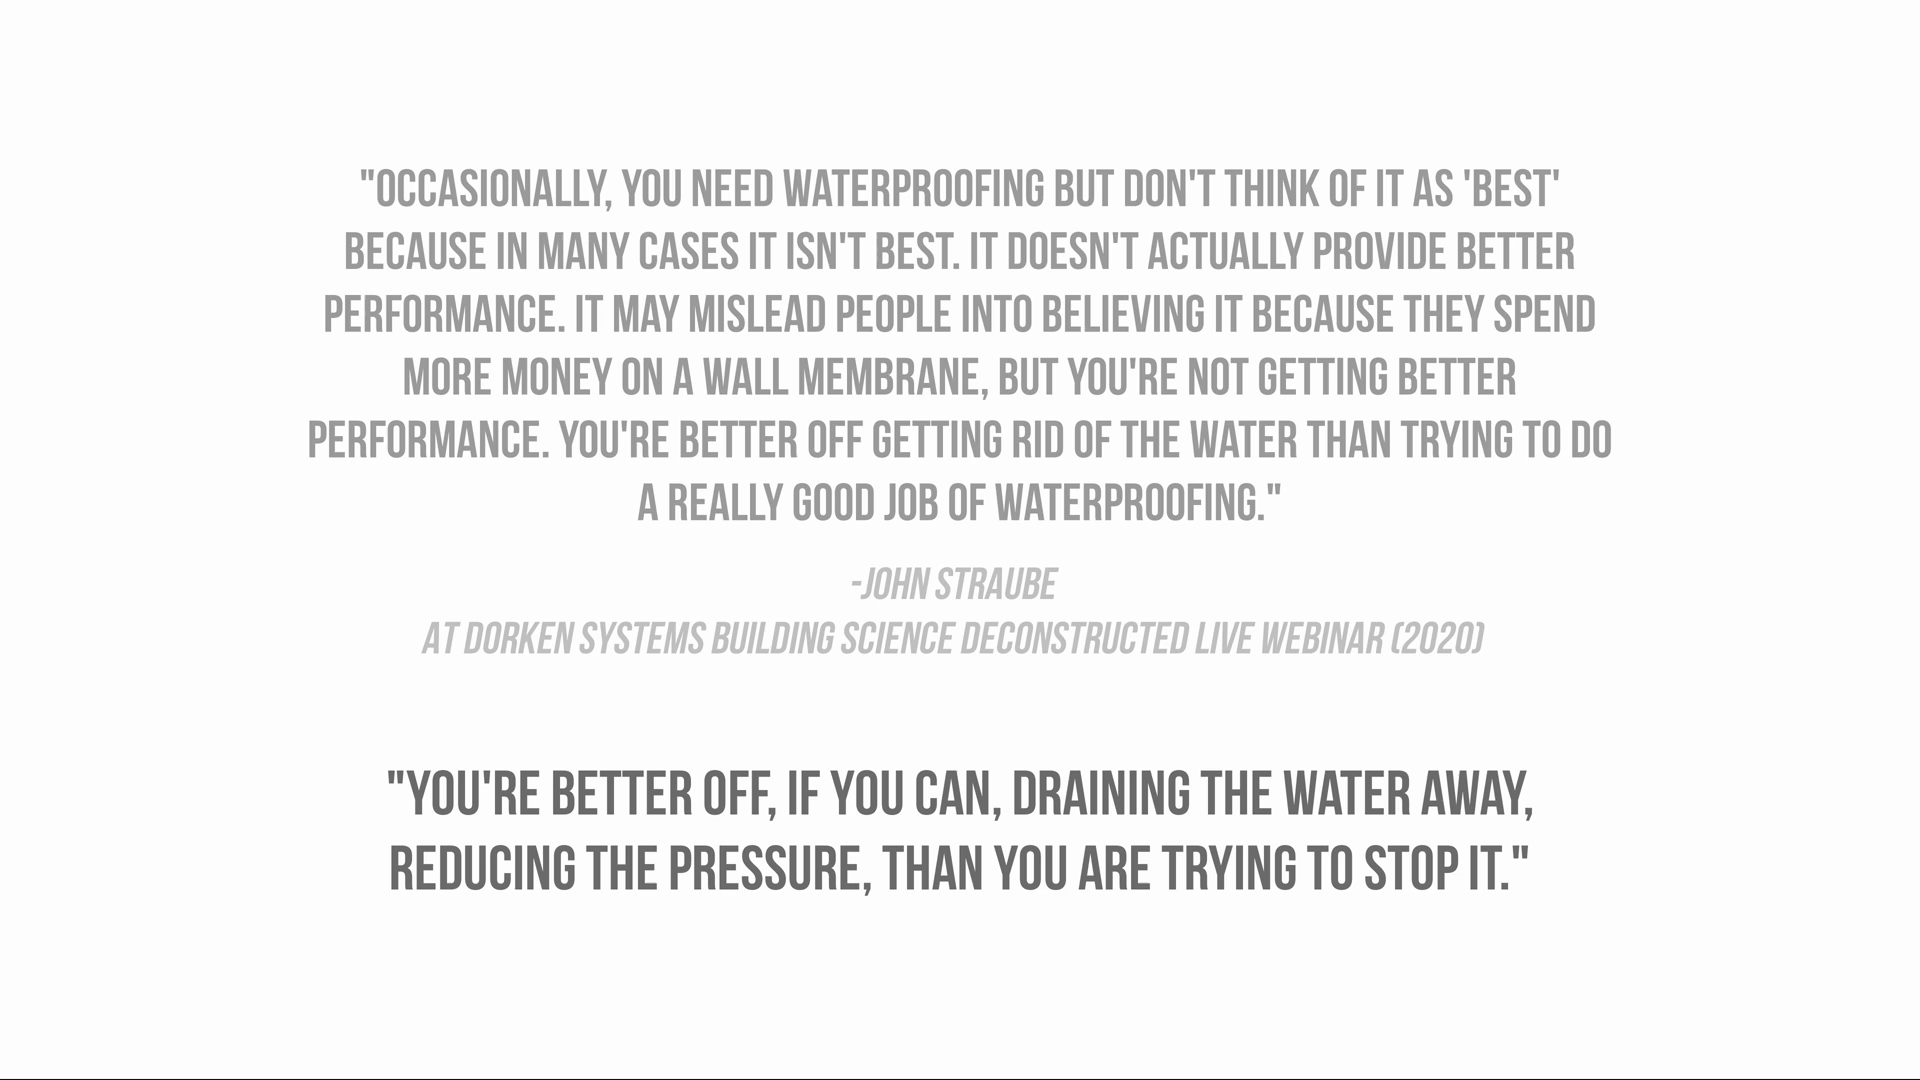 "OCCASIONALLY, YOU NEED WATERPROOFING BUT DON'T THINK OF IT AS 'BEST'
BECAUSE IN MANY CASES IT ISN'T BEST. IT DOESN'T ACTUALLY PROVIDE BETTER
PERFORMANCE. IT MAY MISLEAD PEOPLE INTO BELIEVING IT BECAUSE THEY SPEND
MORE MONEY ON A WALL MEMBRANE, BUT YOU'RE NOT GETTING BETTER
PERFORMANCE. YOU'RE BETTER OFF GETTING RID OF THE WATER THAN TRYING TO DO
A REALLY GOOD JOB OF WATERPROOFING."
-JOHN STRAUBE
AT DORKEN SYSTEMS BUILDING SCIENCE DECONSTRUCTED LIVE WEBINAR (2020)
"YOU'RE BETTER OFF, IF YOU CAN, DRAINING THE WATER AWAY,
REDUCING THE PRESSURE, THAN YOU ARE TRYING TO STOP IT."